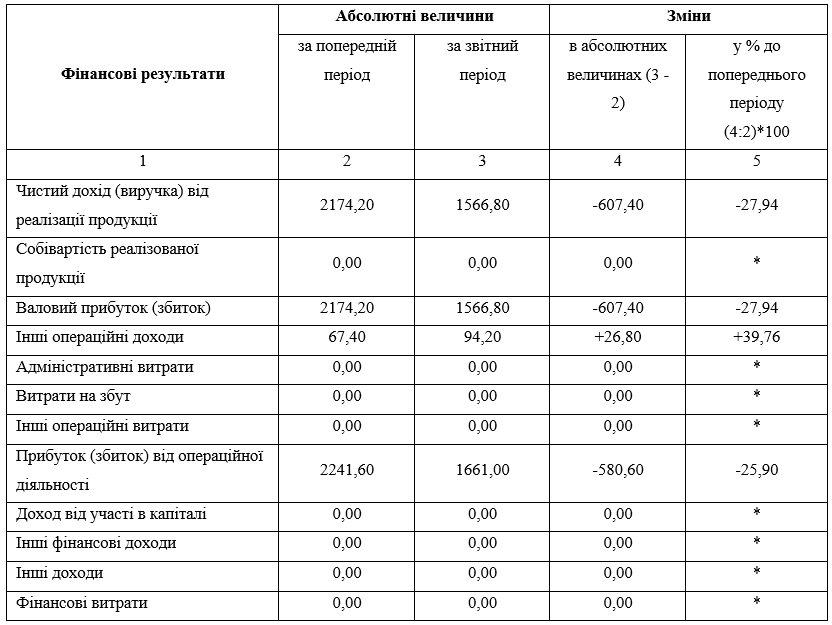 Фінансові результати
Абсолютні величини
Зміни
за попередній
період
за звітний
період
в абсолютних
величинах (3 -
2)
у % до
попереднього
періоду
(4:2)*100
1 2 3 4 5
Чистий дохід (виручка) від
реалізації продукції
2174,20 1566,80 -607,40 -27,94
Собівартість реалізованої
продукції
0,00 0,00 0,00 *
Валовий прибуток (збиток) 2174,20 1566,80 -607,40 -27,94
Інші операційні доходи 67,40 94,20 +26,80 +39,76
Адміністративні витрати 0,00 0,00 0,00 *
Витрати на збут 0,00 0,00 0,00 *
Інші операційні витрати 0,00 0,00 0,00 *
Прибуток (збиток) від операційної
діяльності
2241,60 1661,00 -580,60 -25,90
Доход від участі в капіталі 0,00 0,00 0,00 *
Інші фінансові доходи 0,00 0,00 0,00 *
Інші доходи 0,00 0,00 0,00 *
Фінансові витрати 0,00 0,00 0,00 *